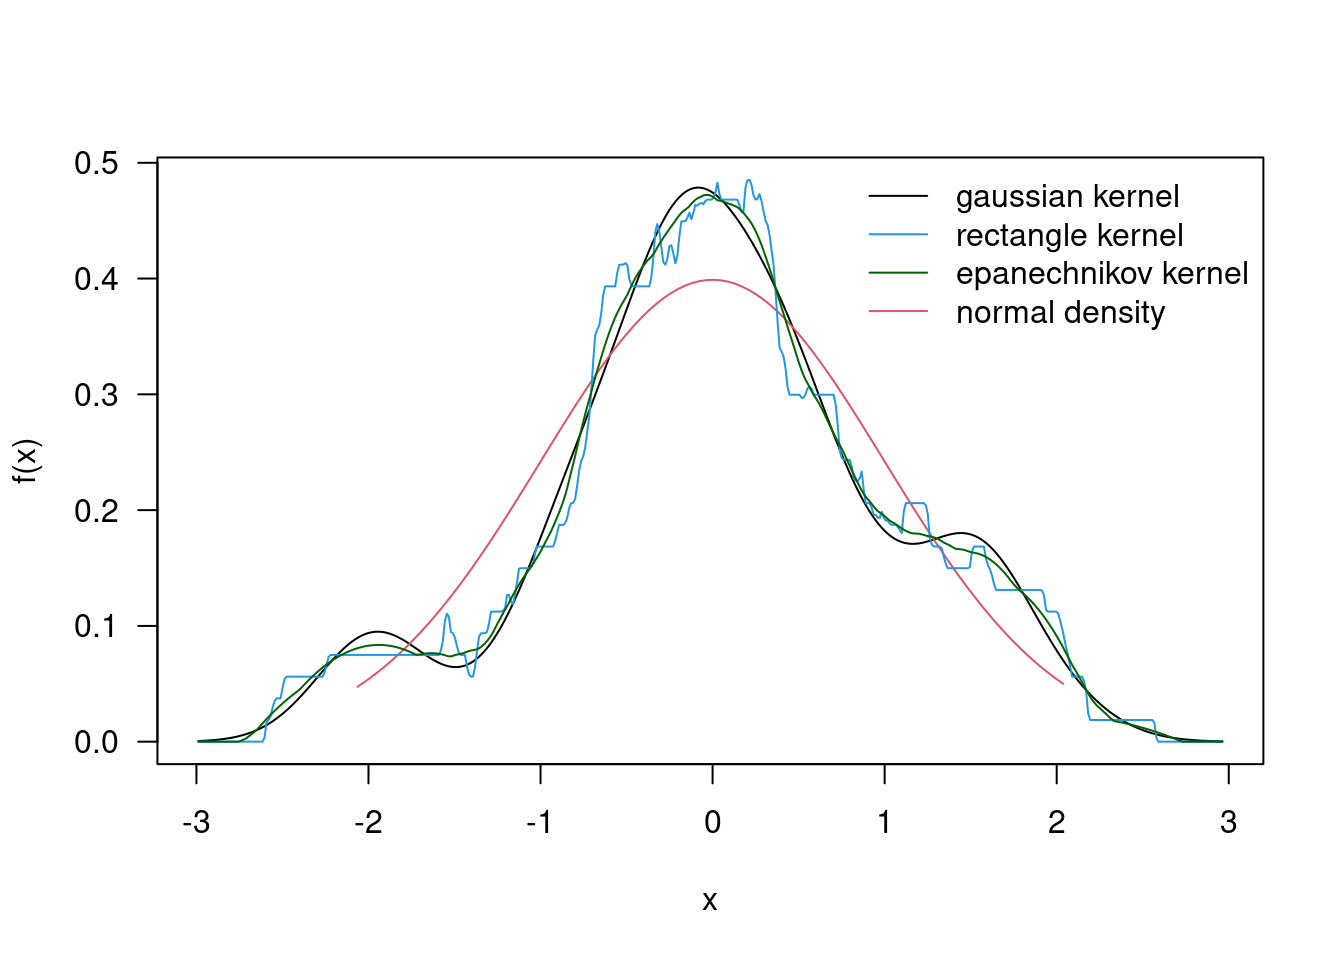 0.5
0.4
0.3
0.2
0.1
0.0
f(x)
gaussian kernel
rectangle kernel
epanechnikov kernel
normal density
-3 -2 -1 0 1 2 3
x